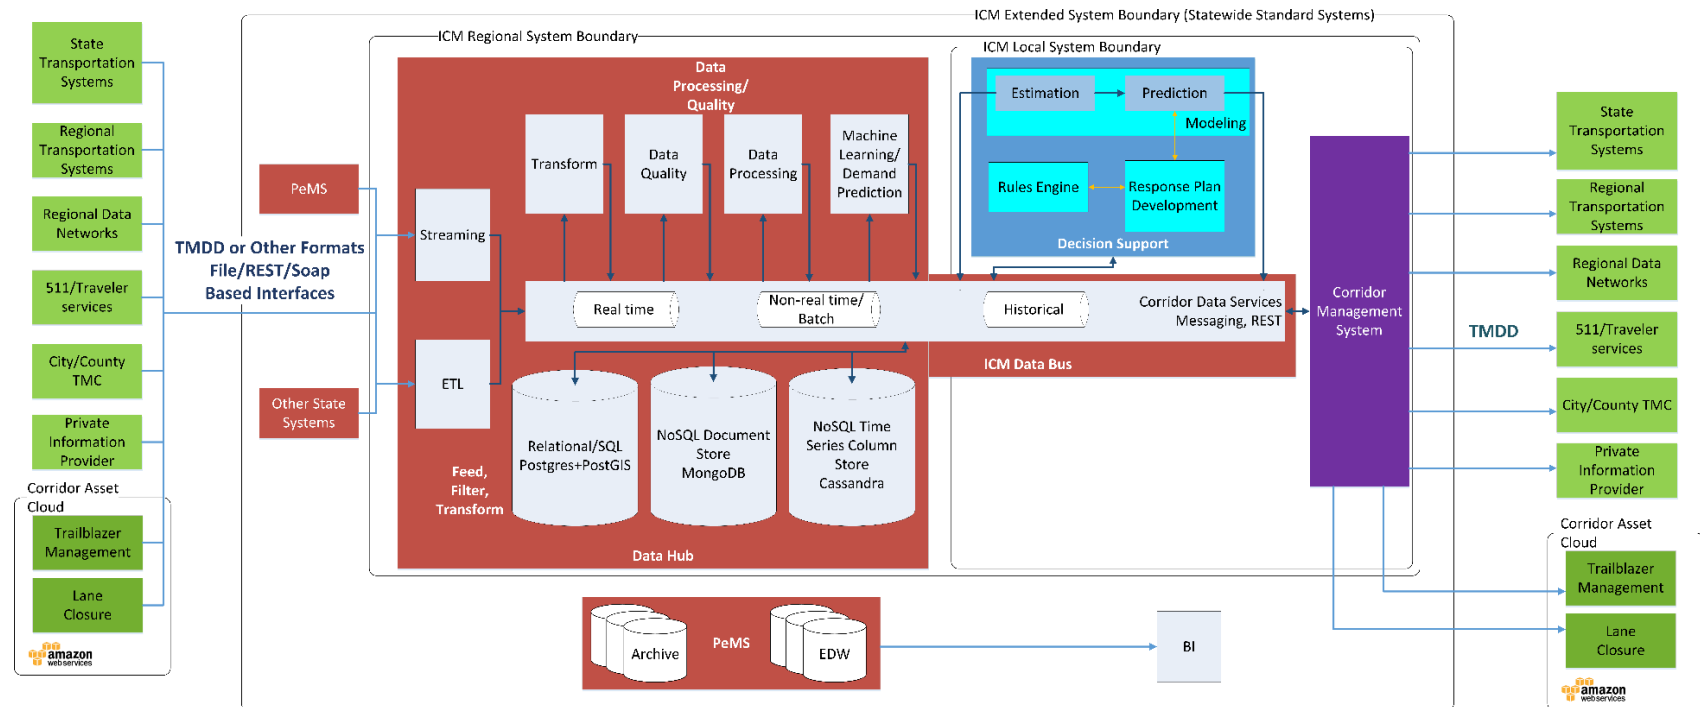 ICM Extended System Boundary (Statewide Standard Systems)
ICM Regional System Boundary
ICM Local System Boundary
State
Transportation
Systems
Regional
Transportation
Systems
Regional Data
Networks
511/Traveler
services
City/County
TMC
Private
Information
Provider
Corridor Asset
Cloud
Trailblazer
Management
Lane
Closure
amazon
webservices
TMDD or Other Formats
File/REST/Soap
Based Interfaces
PeMS
Other State
Systems
Data
Processing/
Quality
Transform
Data
Quality
Data
Processing
Machine
Learning/
Demand
Prediction
Streaming
ETL
Real time
Non-real time/
Batch
Historical
Corridor Data Services
Messaging, REST
ICM Data Bus
Relational/SQL
Postgres+PostGIS
NoSQL Document
Store
MongoDB
NoSQL Time
Series Column
Store
Cassandra
Feed,
Filter,
Transform
Data Hub
Estimation
Prediction
Modeling
Rules Engine
Response Plan
Development
Decision Support
Corridor
Management
System
Archive
PeMS
EDW
BI
TMDD
State
Transportation
Systems
Regional
Transportation
Systems
Regional Data
Networks
511/Traveler
services
City/County TMC
Private
Information
Provider
Corridor Asset
Cloud
Trailblazer
Management
Lane
Closure
amazon
webservices